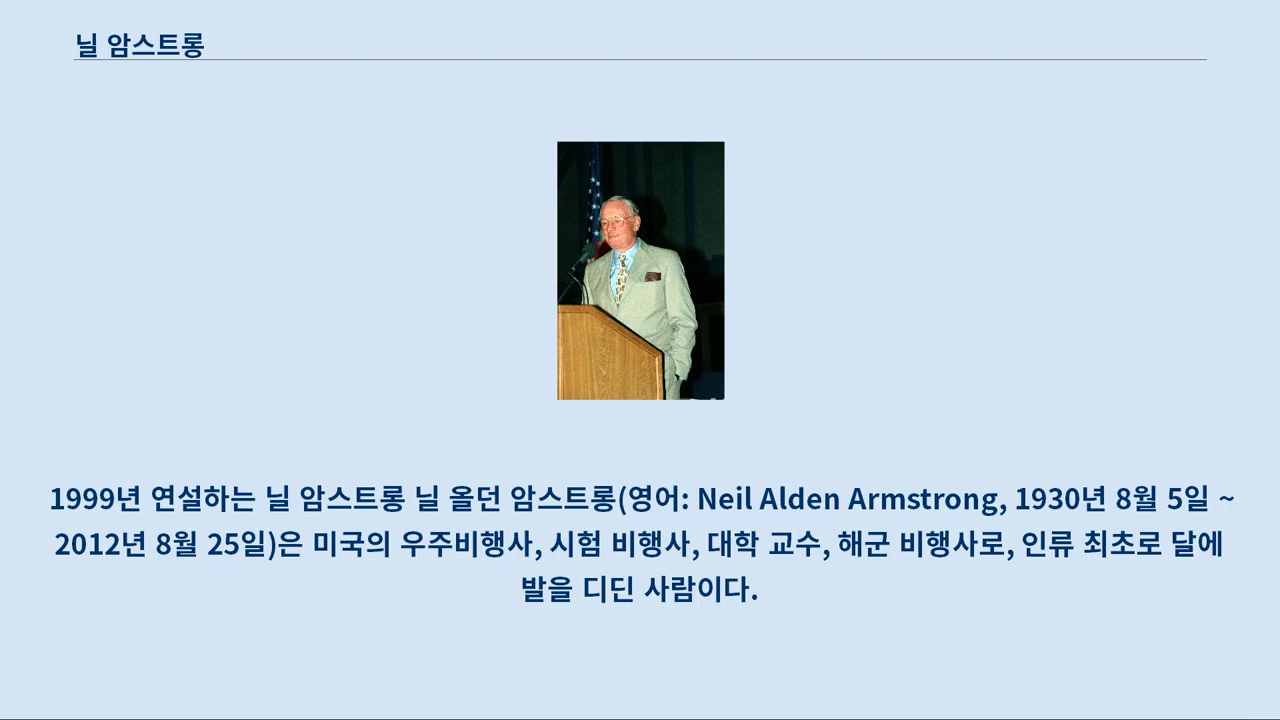 닐 암스트롱
1999년 연설하는 닐 암스트롱 닐 올던 암스트롱(영어: Neil Alden Armstrong, 1930년 8월 5일 ~
2012년 8월 25일)은 미국의 우주비행사, 시험 비행사, 대학 교수, 해군 비행사로, 인류 최초로 달에
발을 디딘 사람이다.